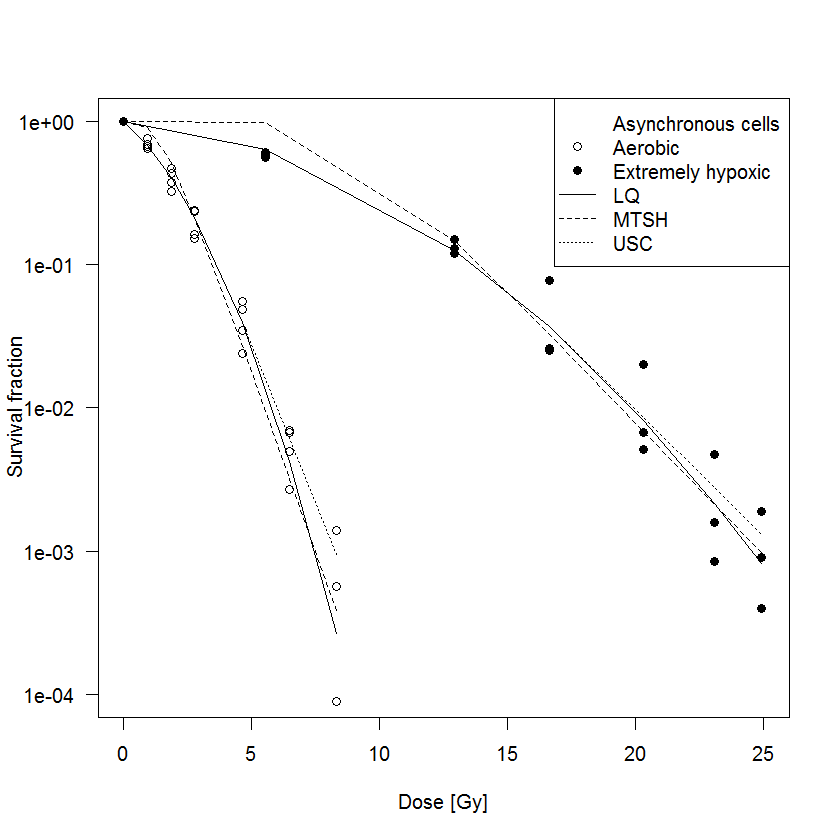 Asynchronous cells
Aerobic
Extremely hypoxic
LQ
MTSH
USC
1e+00
1e-01
1e-02
1e-03
1e-04
Survival fraction
0 5 10 15 20 25
Dose [Gy]